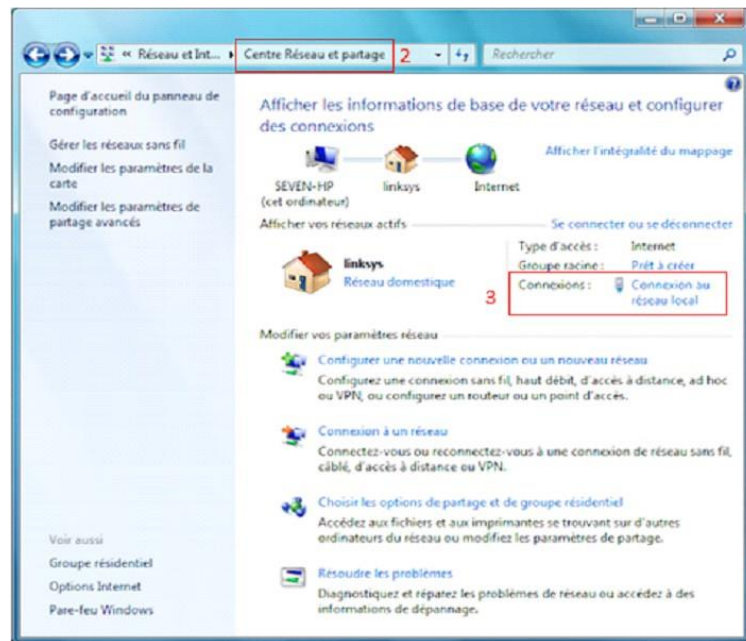 « Réseau et Int... Centre Réseau et partage 2 Rechercher
Page d'accueil du panneau de
configuration
Gérer les réseaux sans fil
Modifier les paramètres de la
carte
Modifier les paramètres de
partage avancés
Voir aussi
Groupe résidentiel
Options Internet
Pare-feu Windows
Afficher les informations de base de votre réseau et configurer
des connexions
Afficher l'intégralité du mappage
SEVEN-HP linksys Internet
(cet ordinateur)
Afficher vos réseaux actifs Se connecter ou se déconnecter
linksys
Réseau domestique
Type d'accès : Internet
Groupe racine : Prêt à créer
3 Connexions : Connexion au
réseau local
Modifier vos paramètres réseau
Configurer une nouvelle connexion ou un nouveau réseau
Configurez une connexion sans fil, haut débit, d'accès à distance, ad hoc
ou VPN, ou configurer un routeur ou un point d'accès.
Connexion à un réseau
Connectez-vous ou reconnectez-vous à une connexion de réseau sans fil,
câblé, d'accès à distance ou VPN.
Choisir les options de partage et de groupe résidentiel
Accédez aux fichiers et aux imprimantes se trouvant sur d'autres
ordinateurs du réseau ou modifiez les paramètres de partage.
Résoudre les problèmes
Diagnostiquez et réparez les problèmes de réseau ou accédez à des
informations de dépannage.